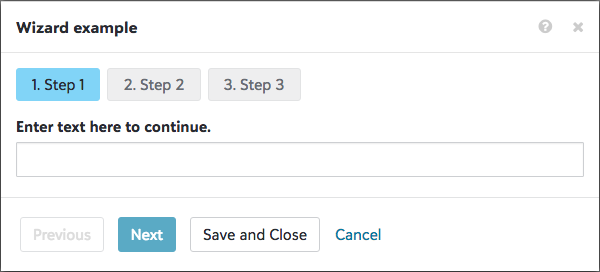 Wizard example
1. Step 1 2. Step 2 3. Step 3
Enter text here to continue.
Previous Next Save and Close Cancel